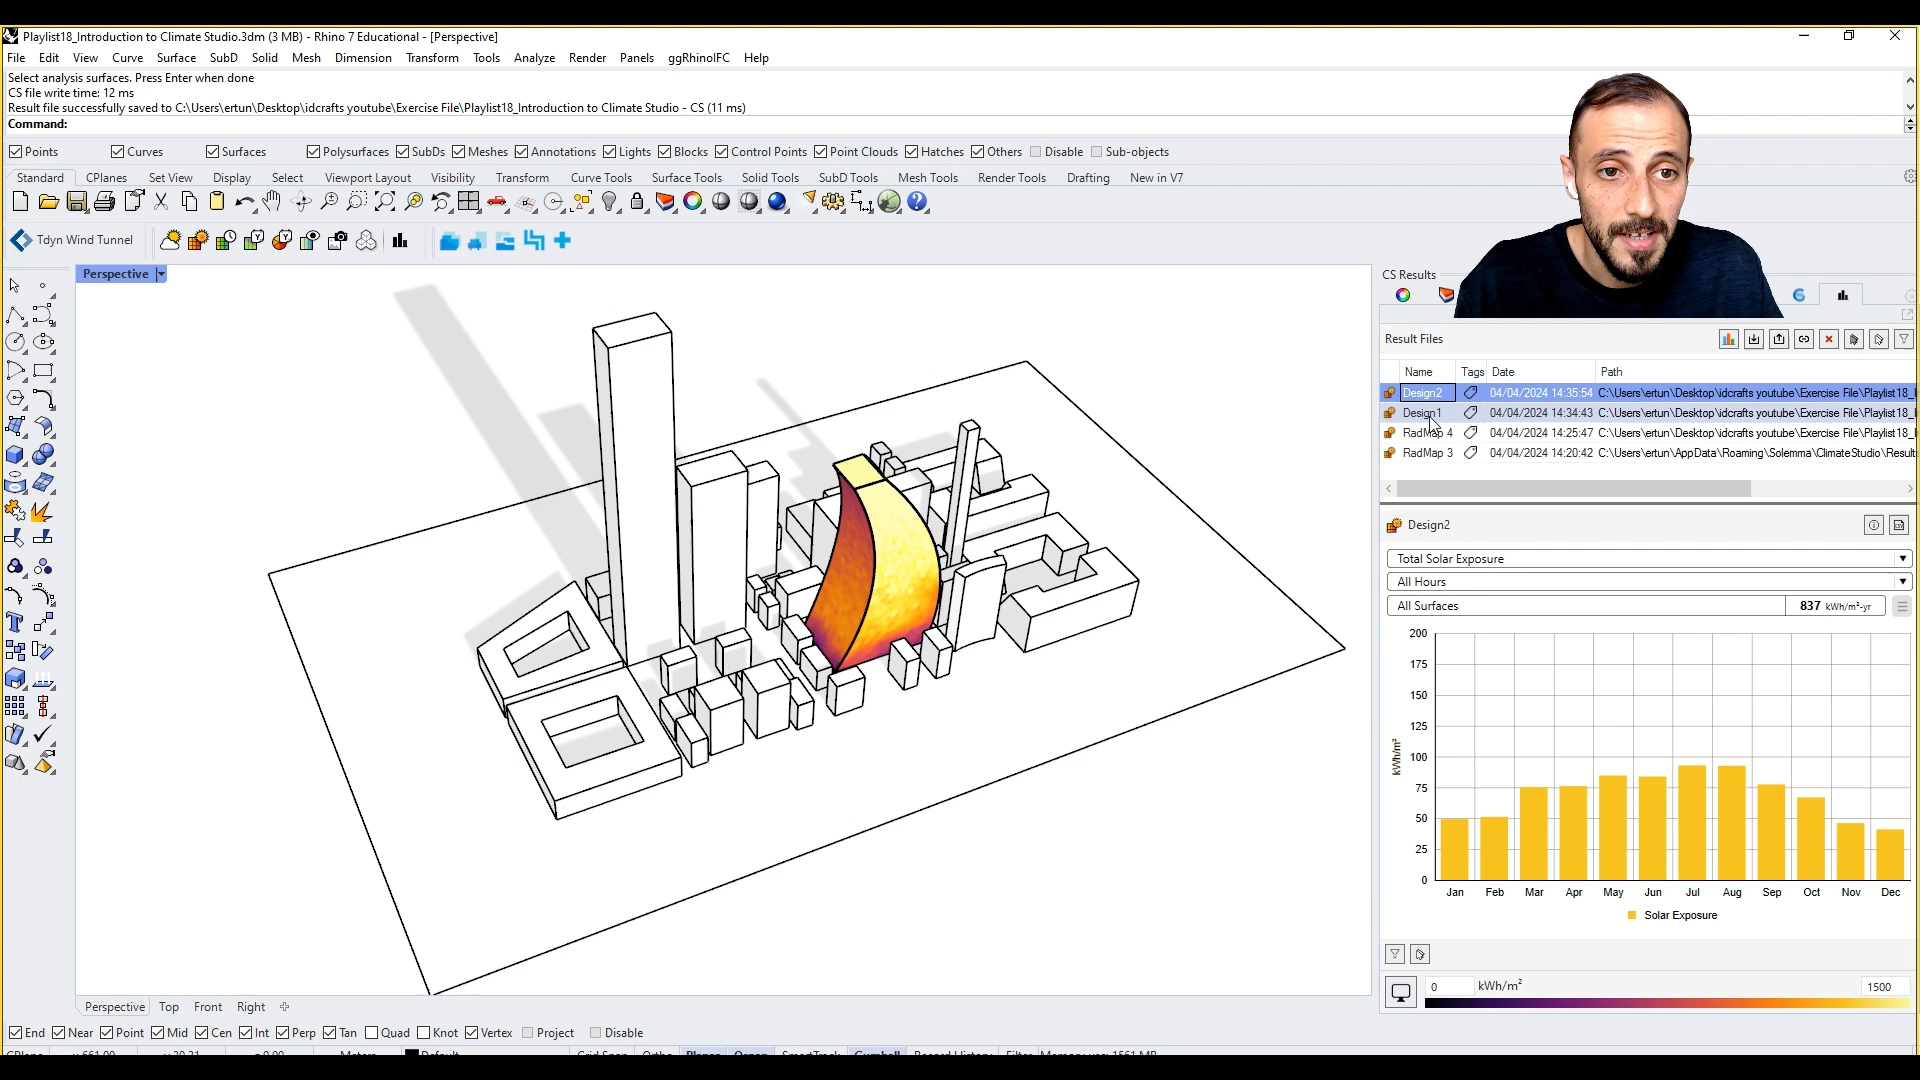 Playlist18_Introduction to Climate Studio.3dm (3 MB) - Rhino 7 Educational - [Perspective]
File Edit View Curve Surface SubD Solid Mesh Dimension Transform Tools Analyze Render Panels ggRhinoIFC Help
Select analysis surfaces. Press Enter when done
CS file write time: 12 ms
Result file successfully saved to C:\Users\ertun\Desktop\idcrafts youtube\Exercise File\Playlist18_Introduction to Climate Studio - CS (11 ms)
Command:
Points Curves Surfaces Polysurfaces SubDs Meshes Annotations Lights Blocks Control Points Point Clouds Hatches Others Disable Sub-objects
Standard CPlanes Set View Display Select Viewport Layout Visibility Transform Curve Tools Surface Tools Solid Tools SubD Tools Mesh Tools Render Tools Drafting New in V7
Tdyn Wind Tunnel
Perspective
CS Results
Result Files
Name Tags Date Path
Design2 04/04/2024 14:35:54 C:\Users\ertun\Desktop\idcrafts youtube\Exercise File\Playlist18_
Design1 04/04/2024 14:34:43 C:\Users\ertun\Desktop\idcrafts youtube\Exercise File\Playlist18_
RadMap 4 04/04/2024 14:25:47 C:\Users\ertun\Desktop\idcrafts youtube\Exercise File\Playlist18_
RadMap 3 04/04/2024 14:20:42 C:\Users\ertun\AppData\Roaming\Solemma\ClimateStudio\Result
Design2
Total Solar Exposure
All Hours
All Surfaces 837 kWh/m²-yr
200
175
150
125
100
75
50
25
0
kWh/m²
Jan Feb Mar Apr May Jun Jul Aug Sep Oct Nov Dec
Solar Exposure
0 kWh/m² 1500
Perspective Top Front Right
End Near Point Mid Cen Int Perp Tan Quad Knot Vertex Project Disable